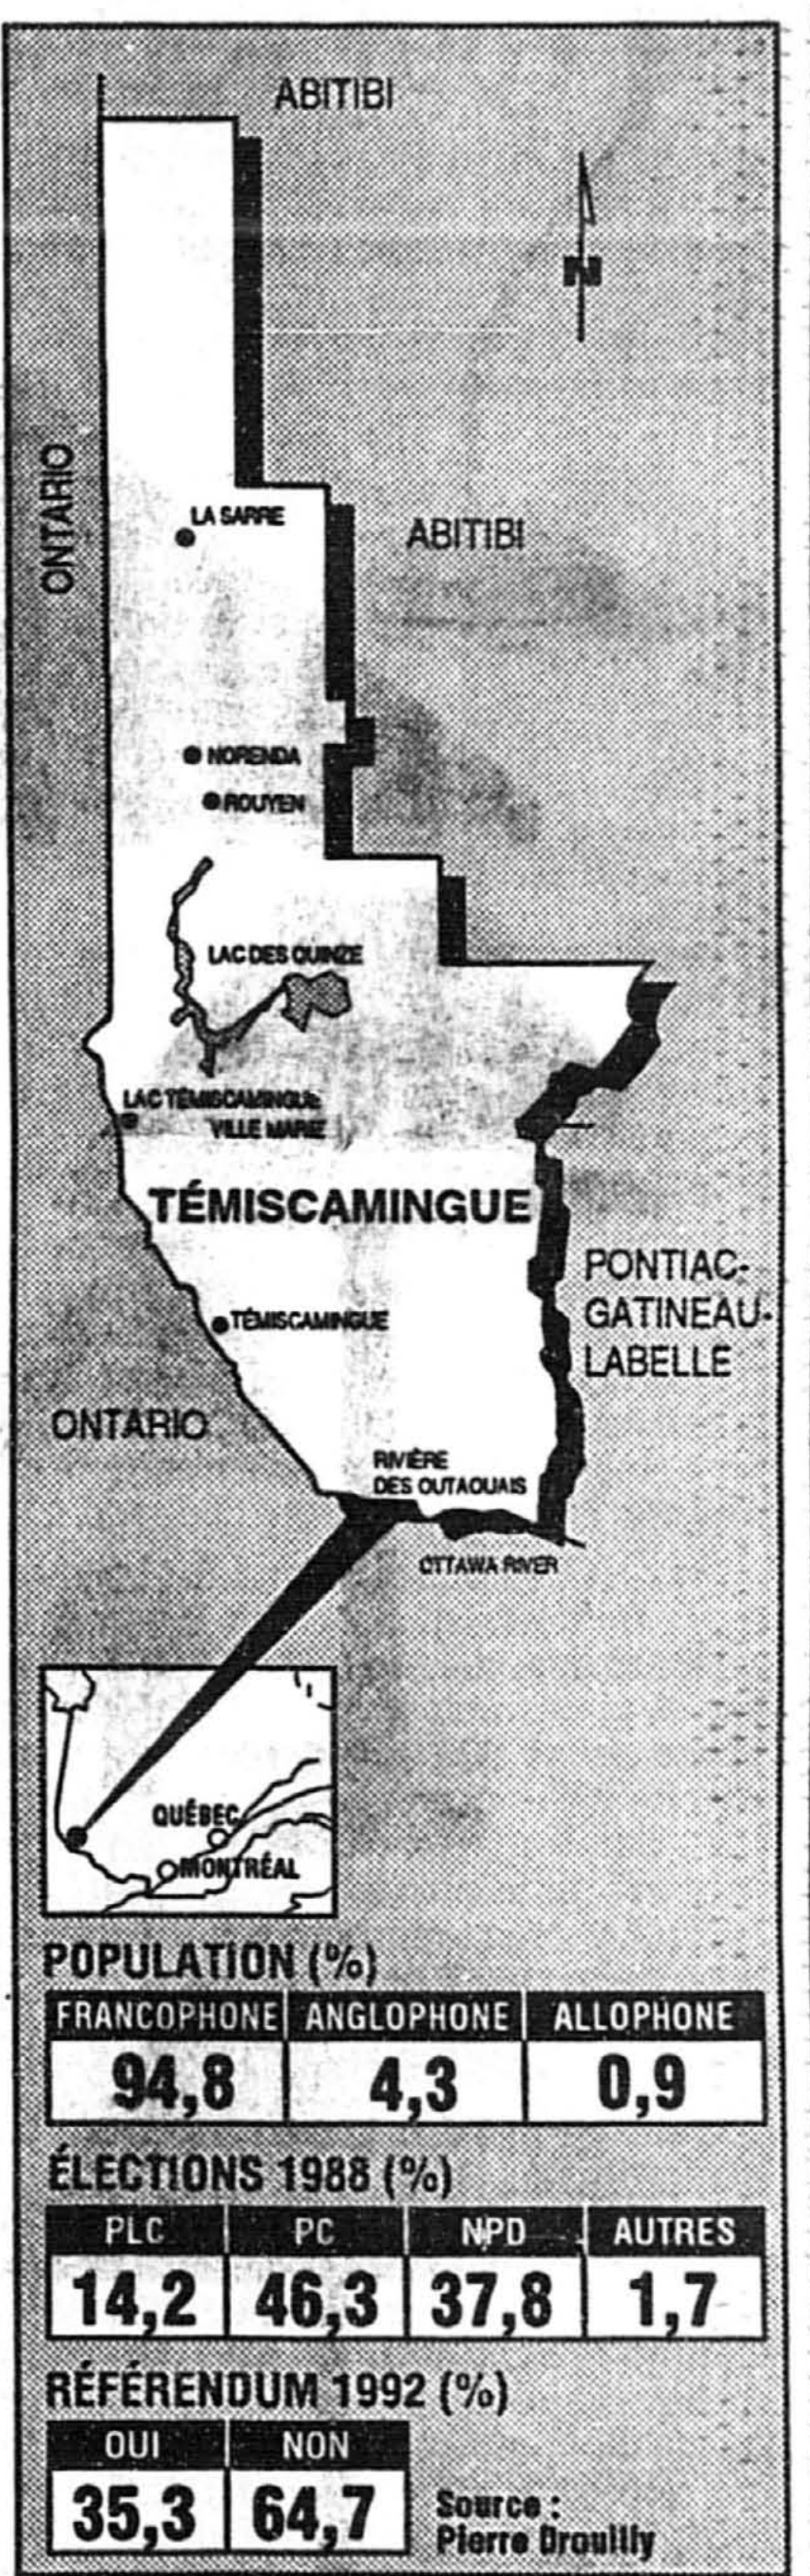 ABITIBI
N
ONTARIO
LA SARRE
ABITIBI
NORENDA
ROUYEN
LAC DES QUINZE
LAC TÉMISCAMINGUE
VILLE MARIE
TÉMISCAMINGUE
PONTIAC-
GATINEAU-
LABELLE
TÉMISCAMINGUE
ONTARIO
RIVIÈRE
DES OUTAOUAIS
OTTAWA RIVER
QUÉBEC
MONTRÉAL
POPULATION (%)
FRANCOPHONE ANGLOPHONE ALLOPHONE
94,8 4,3 0,9
ÉLECTIONS 1988 (%)
PLC PC NPD AUTRES
14,2 46,3 37,8 1,7
RÉFÉRENDUM 1992 (%)
OUI NON
35,3 64,7
Source :
Pierre Drouilly